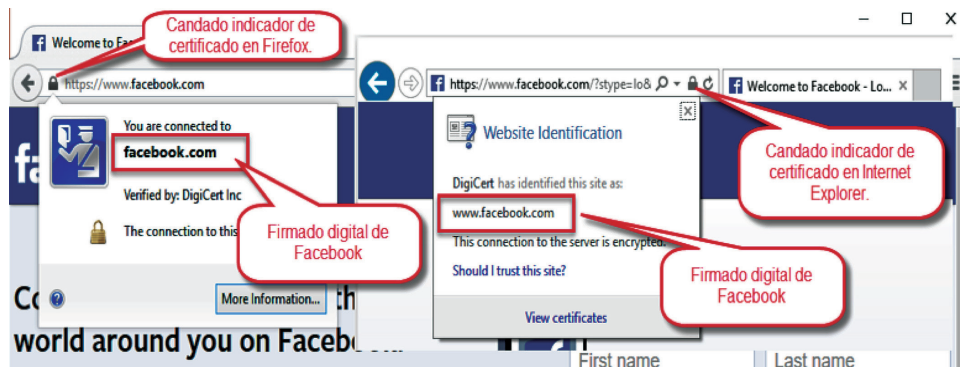 Candado indicador de
certificado en Firefox.
Welcome to Fa
https://www.facebook.com
You are connected to
facebook.com
Verified by: DigiCert Inc
The connection to this
Firmado digital de
Facebook
More Information...
world around you on
https://www.facebook.com/?stype=lo&
Welcome to Facebook - Lo...
Website Identification
DigiCert has identified this site as:
www.facebook.com
This connection to the server is encrypted.
Should I trust this site?
View certificates
Candado indicador de
certificado en Internet
Explorer.
Firmado digital de
Facebook
First name
Last name